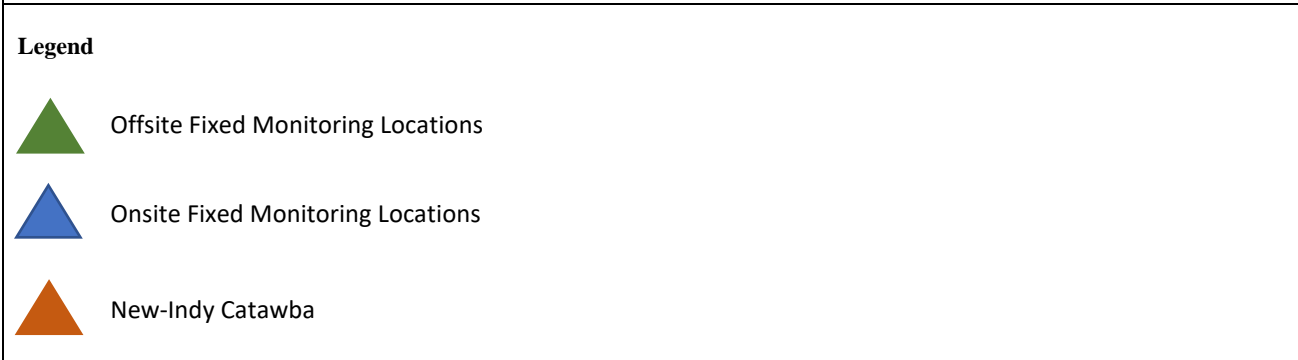 Legend
Offsite Fixed Monitoring Locations
Onsite Fixed Monitoring Locations
New-Indy Catawba